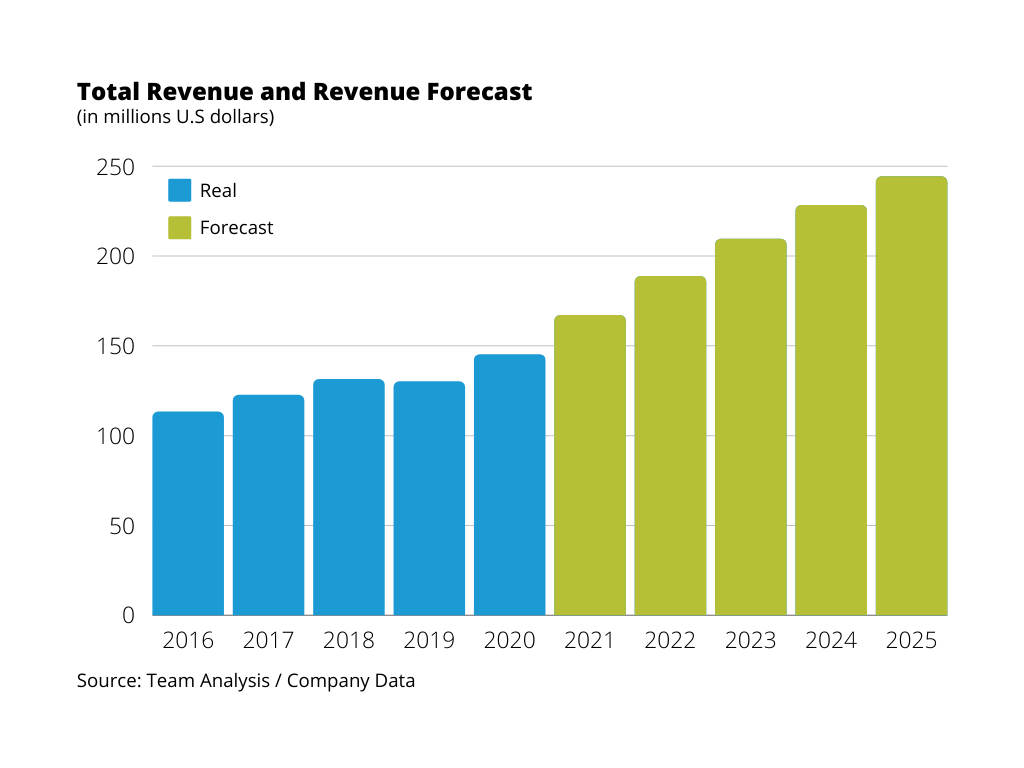 Total Revenue and Revenue Forecast
(in millions U.S dollars)
250
Real
Forecast
200
150
100
50
0
2016 2017 2018 2019 2020 2021 2022 2023 2024 2025
Source: Team Analysis / Company Data